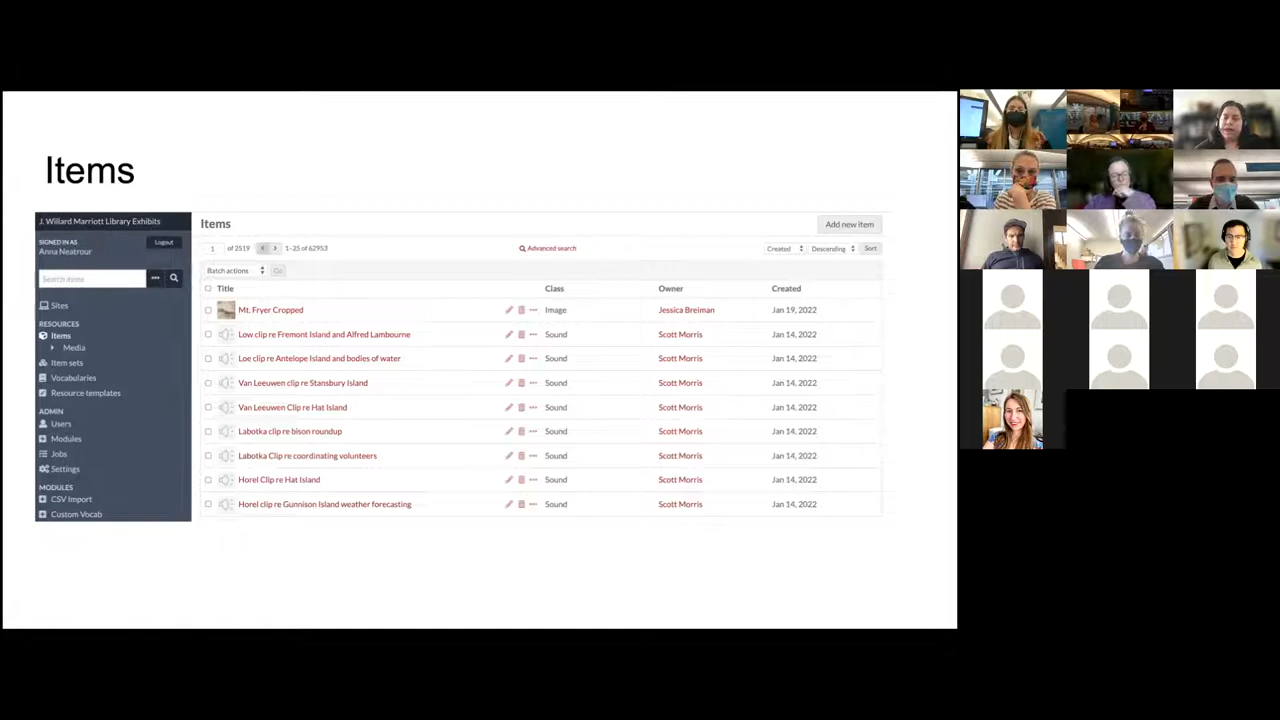 Items
J. Willard Marriott Library Exhibits
SIGNED IN AS
Anna Neatrour
Logout
Search items
Sites
RESOURCES
Items
Media
Item sets
Vocabularies
Resource templates
ADMIN
Users
Modules
Jobs
Settings
MODULES
CSV Import
Custom Vocab
Items
Add new item
1 of 2519 1–25 of 62953 Advanced search Created Descending Sort
Batch actions Go
Title Class Owner Created
Mt. Fryer Cropped Image Jessica Breiman Jan 19, 2022
Low clip re Fremont Island and Alfred Lambourne Sound Scott Morris Jan 14, 2022
Loe clip re Antelope Island and bodies of water Sound Scott Morris Jan 14, 2022
Van Leeuwen clip re Stansbury Island Sound Scott Morris Jan 14, 2022
Van Leeuwen Clip re Hat Island Sound Scott Morris Jan 14, 2022
Labotka clip re bison roundup Sound Scott Morris Jan 14, 2022
Labotka Clip re coordinating volunteers Sound Scott Morris Jan 14, 2022
Horel Clip re Hat Island Sound Scott Morris Jan 14, 2022
Horel clip re Gunnison Island weather forecasting Sound Scott Morris Jan 14, 2022